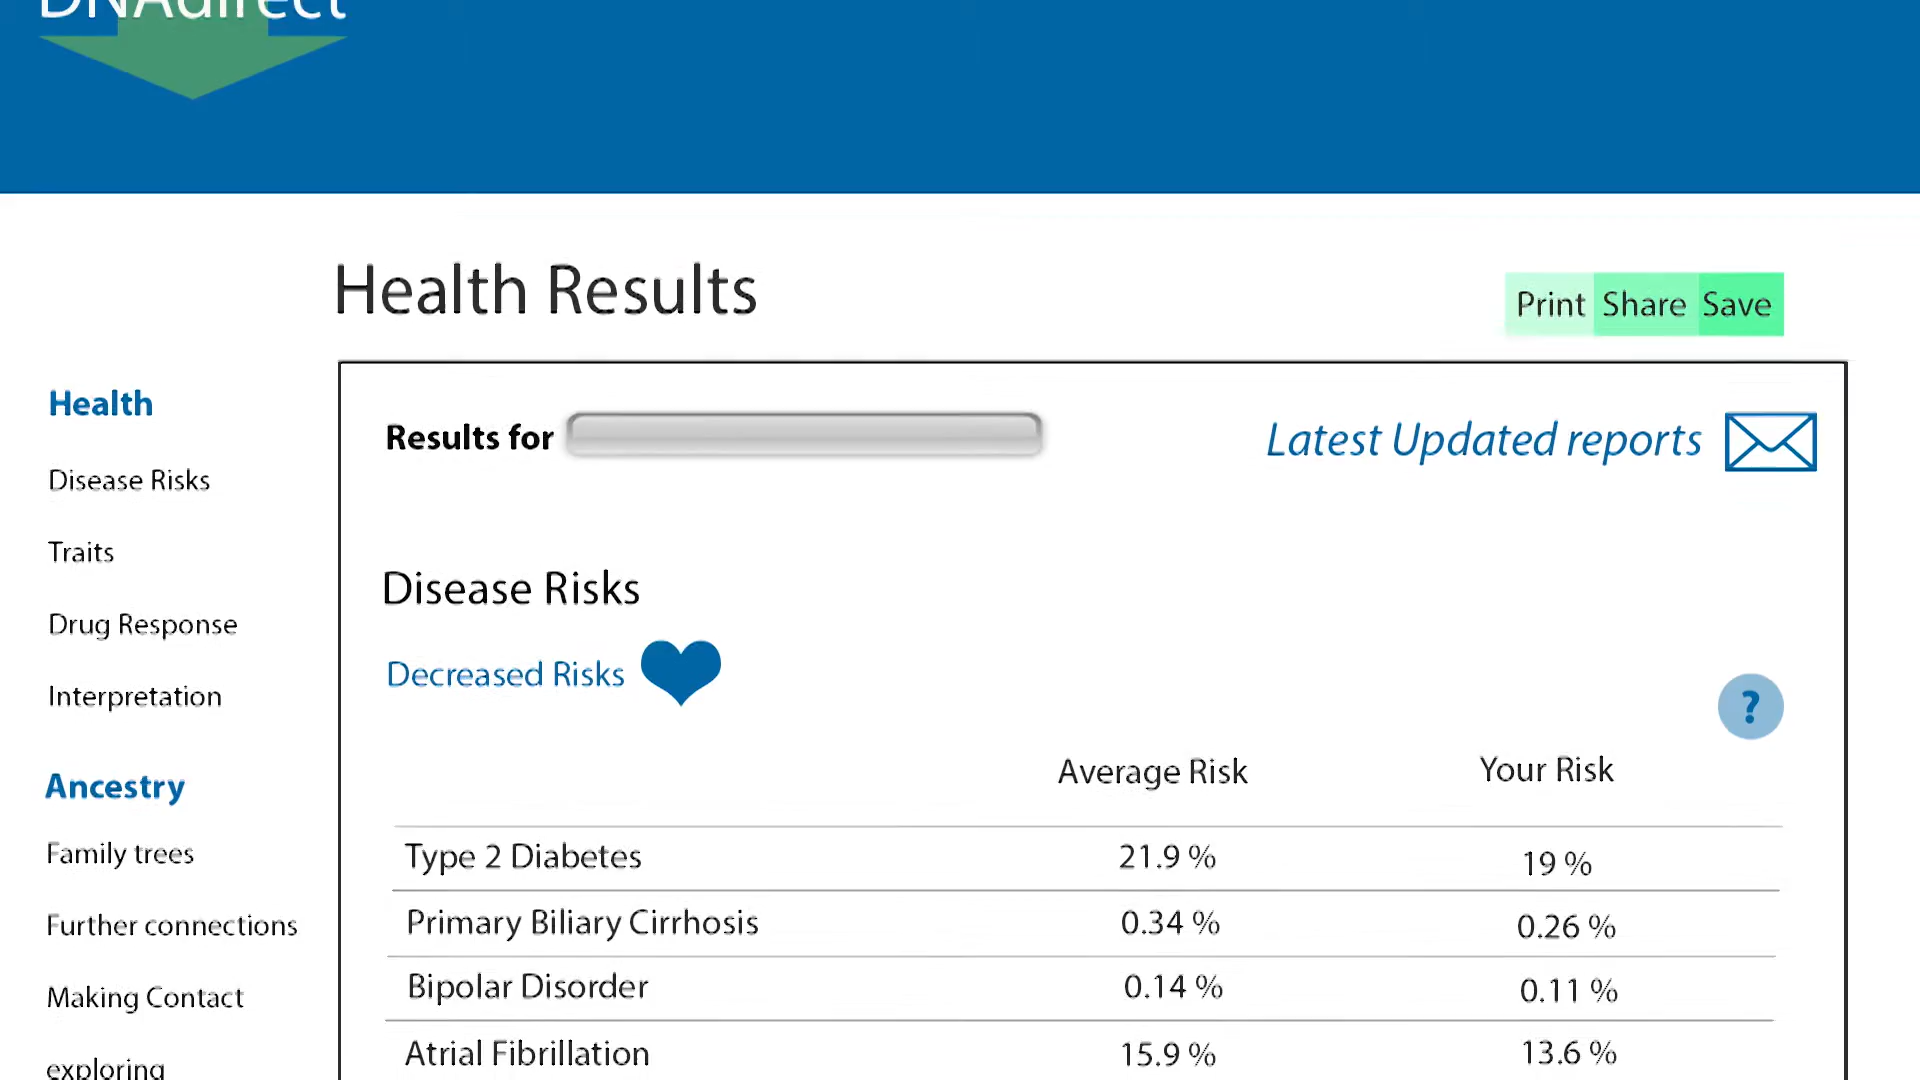 DNAdirect
Health Results
Print Share Save
Health
Disease Risks
Traits
Drug Response
Interpretation
Ancestry
Family trees
Further connections
Making Contact
exploring
Results for
Latest Updated reports
Disease Risks
Decreased Risks
?
Average Risk Your Risk
Type 2 Diabetes 21.9 % 19 %
Primary Biliary Cirrhosis 0.34 % 0.26 %
Bipolar Disorder 0.14 % 0.11 %
Atrial Fibrillation 15.9 % 13.6 %